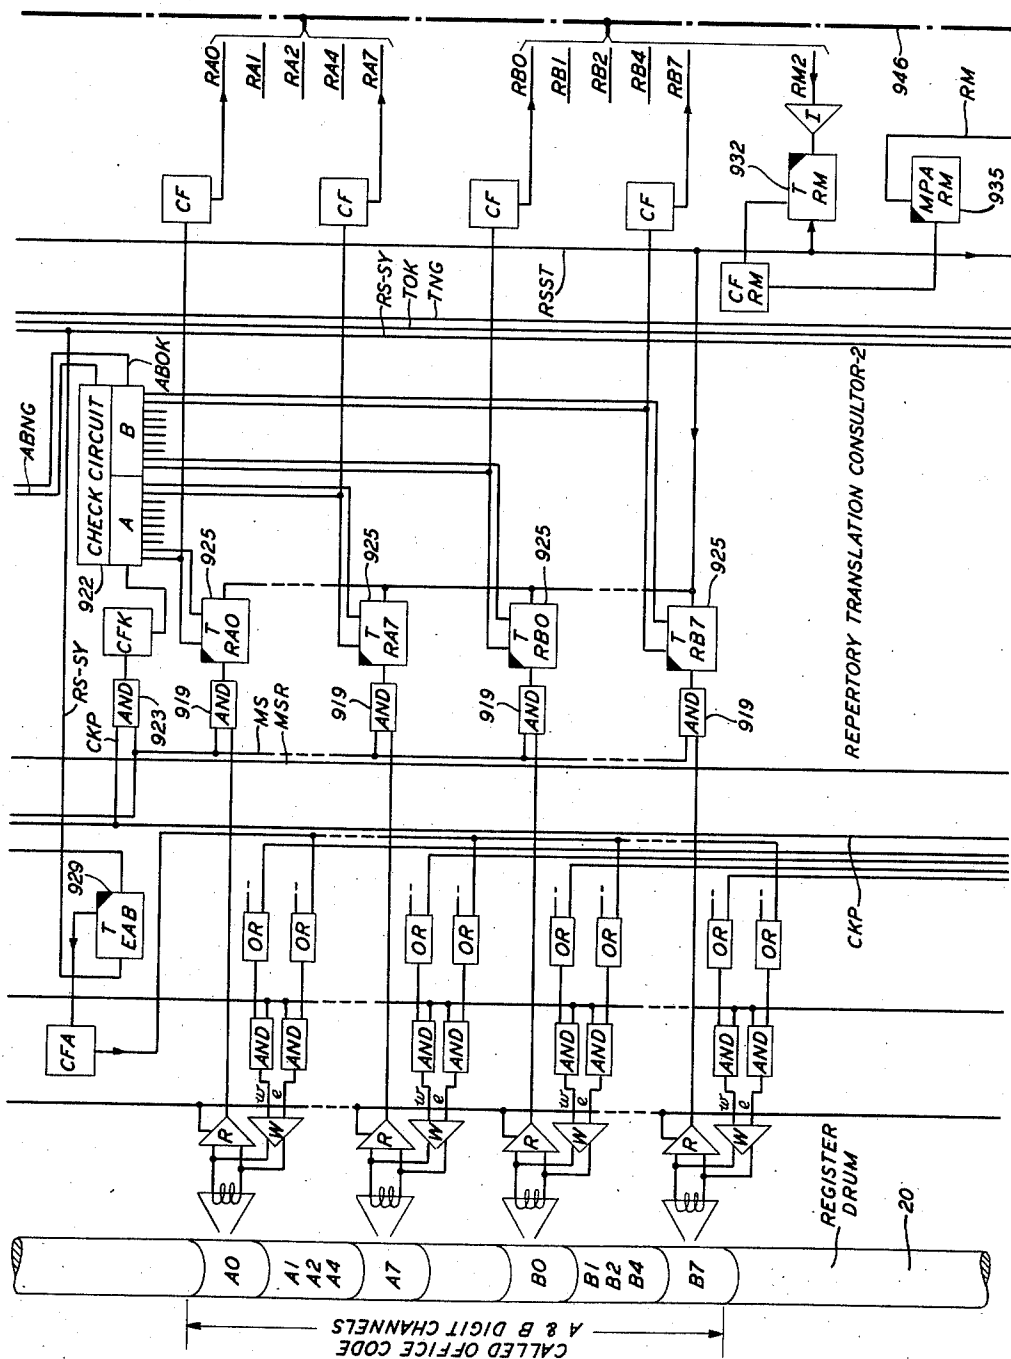 RA0
RA1
RA2
RA4
RA7
RB0
RB1
RB2
RB4
RB7
RM2
946
CF
CF
CF
CF
I
932
T
RM
RM
MPA
RM
935
CF
RM
RSST
RS-SY
TOK
TNG
ABNG
ABOK
CHECK CIRCUIT
A
B
922
RS-SY
CKP
CFK
AND
923
925
T
RA0
925
T
RA7
925
T
RB0
925
T
RB7
919
AND
919
AND
919
AND
AND
919
MS
MSR
REPERTORY TRANSLATION CONSULTOR-2
929
T
EAB
CFA
CKP
OR
OR
OR
OR
OR
OR
OR
OR
AND
AND
AND
AND
AND
AND
AND
AND
w
e
w
e
w
e
w
e
R
W
R
W
R
W
R
W
A0
A1
A2
A4
A7
B0
B1
B2
B4
B7
REGISTER
DRUM
20
CALLED OFFICE CODE
A & B DIGIT CHANNELS